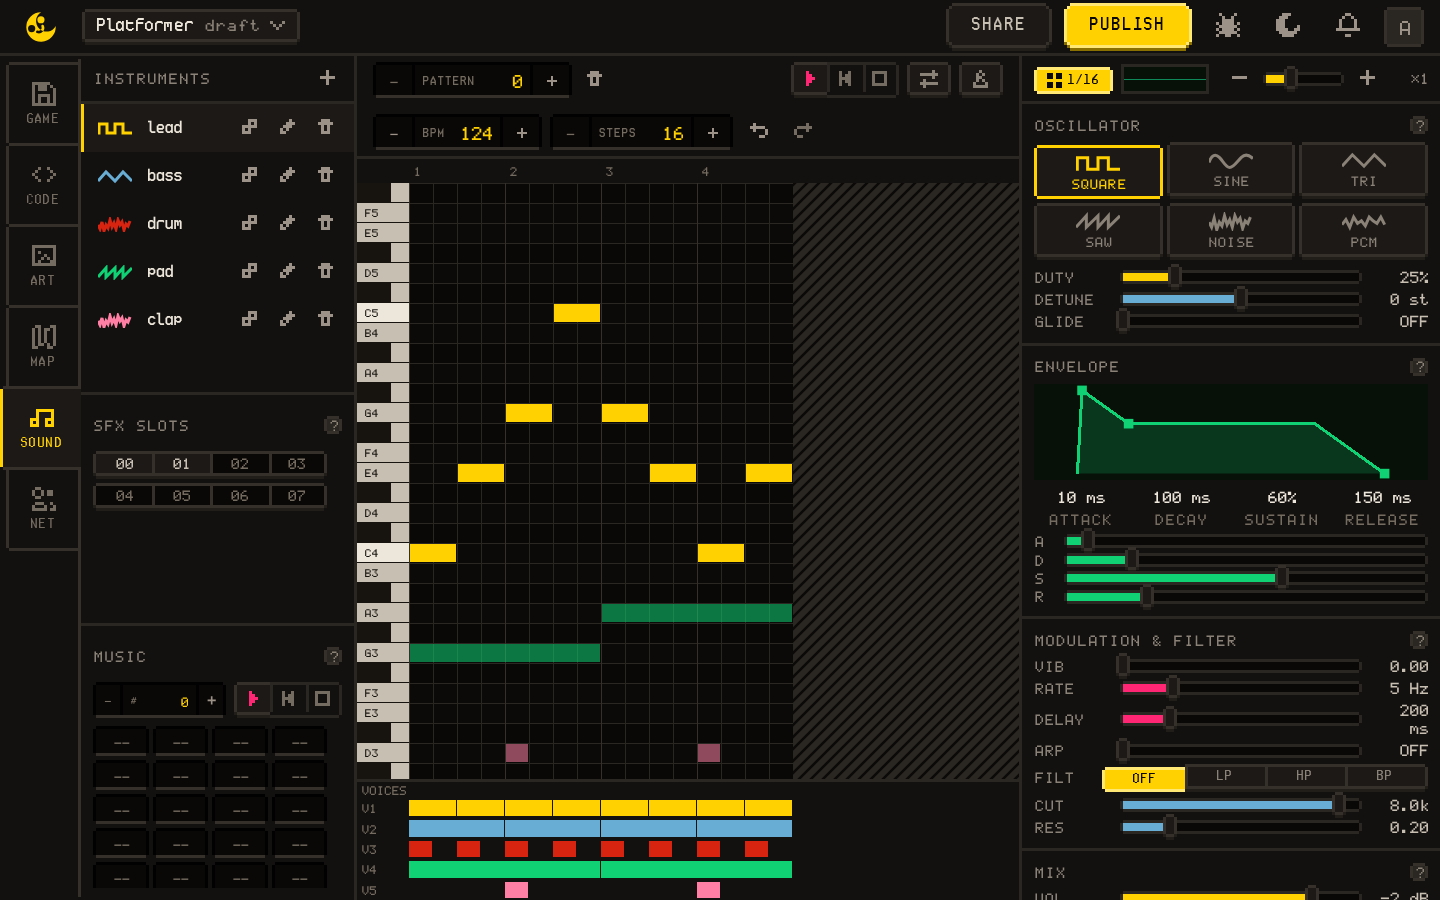 Platformer draft
SHARE
PUBLISH
A
GAME
CODE
ART
MAP
SOUND
NET
INSTRUMENTS +
lead
bass
drum
pad
clap
SFX SLOTS ?
00 01 02 03
04 05 06 07
MUSIC ?
- # 0 +
-- -- -- --
-- -- -- --
-- -- -- --
-- -- -- --
-- -- -- --
- PATTERN 0 +
- BPM 124 +
- STEPS 16 +
1 2 3 4
F5
E5
D5
C5
B4
A4
G4
F4
E4
D4
C4
B3
A3
G3
F3
E3
D3
VOICES
V1
V2
V3
V4
V5
1/16
- + ×1
OSCILLATOR ?
SQUARE SINE TRI
SAW NOISE PCM
DUTY 25%
DETUNE 0 st
GLIDE OFF
ENVELOPE ?
10 ms 100 ms 60% 150 ms
ATTACK DECAY SUSTAIN RELEASE
A
D
S
R
MODULATION & FILTER ?
VIB 0.00
RATE 5 Hz
DELAY 200 ms
ARP OFF
FILT OFF LP HP BP
CUT 8.0k
RES 0.20
MIX ?
VOL -2 dB